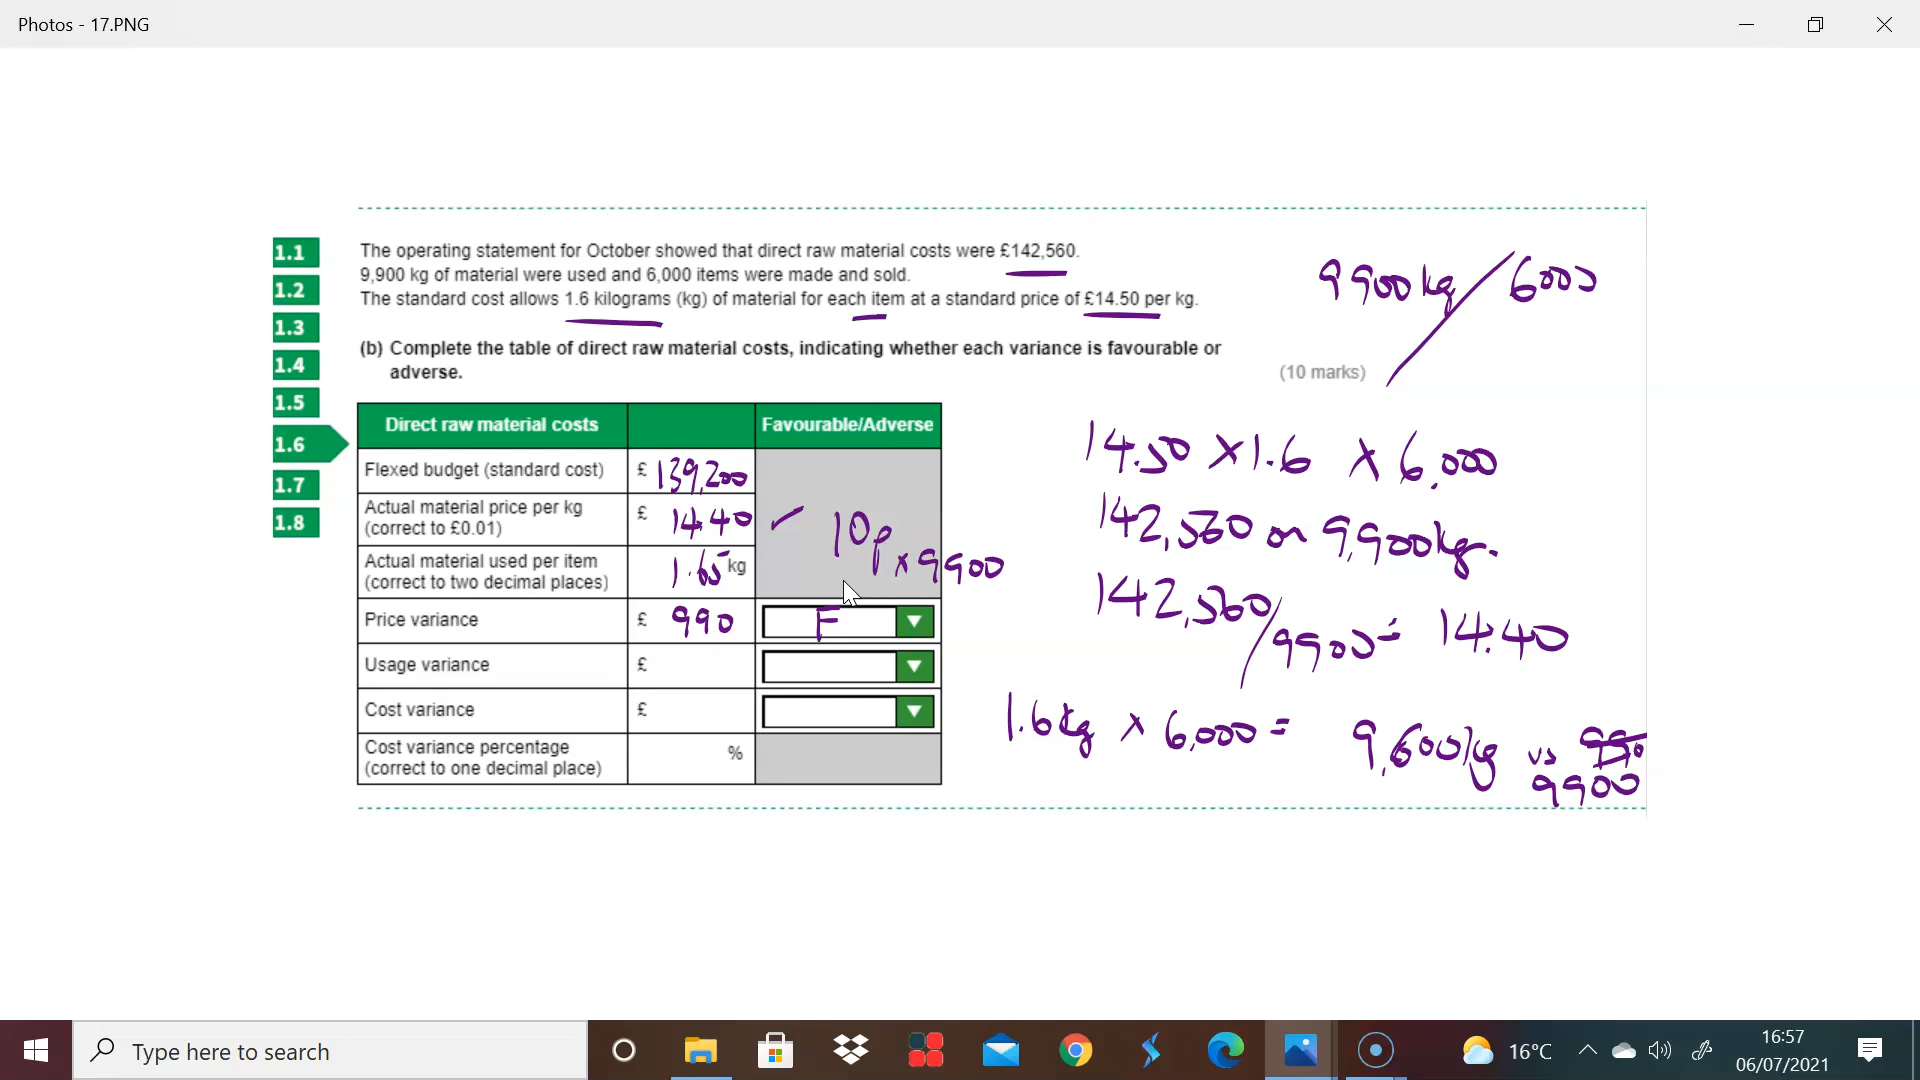 Photos - 17.PNG
1.1
1.2
1.3
1.4
1.5
1.6
1.7
1.8
The operating statement for October showed that direct raw material costs were £142,560.
9,900 kg of material were used and 6,000 items were made and sold.
The standard cost allows 1.6 kilograms (kg) of material for each item at a standard price of £14.50 per kg.
9900 kg / 6000
(b) Complete the table of direct raw material costs, indicating whether each variance is favourable or
adverse.
(10 marks)
Direct raw material costs Favourable/Adverse
Flexed budget (standard cost) £ 139,200
Actual material price per kg
(correct to £0.01) £ 14.40 ✓
10p x 9900
Actual material used per item
(correct to two decimal places) 1.65 kg
Price variance £ 990 F
Usage variance £
Cost variance £
Cost variance percentage
(correct to one decimal place) %
14.50 x 1.6 x 6,000
142,560 on 9,900kg.
142,560 / 9900 = 14.40
1.6kg x 6,000 = 9,600kg vs 990
9900
Type here to search
16°C
16:57
06/07/2021